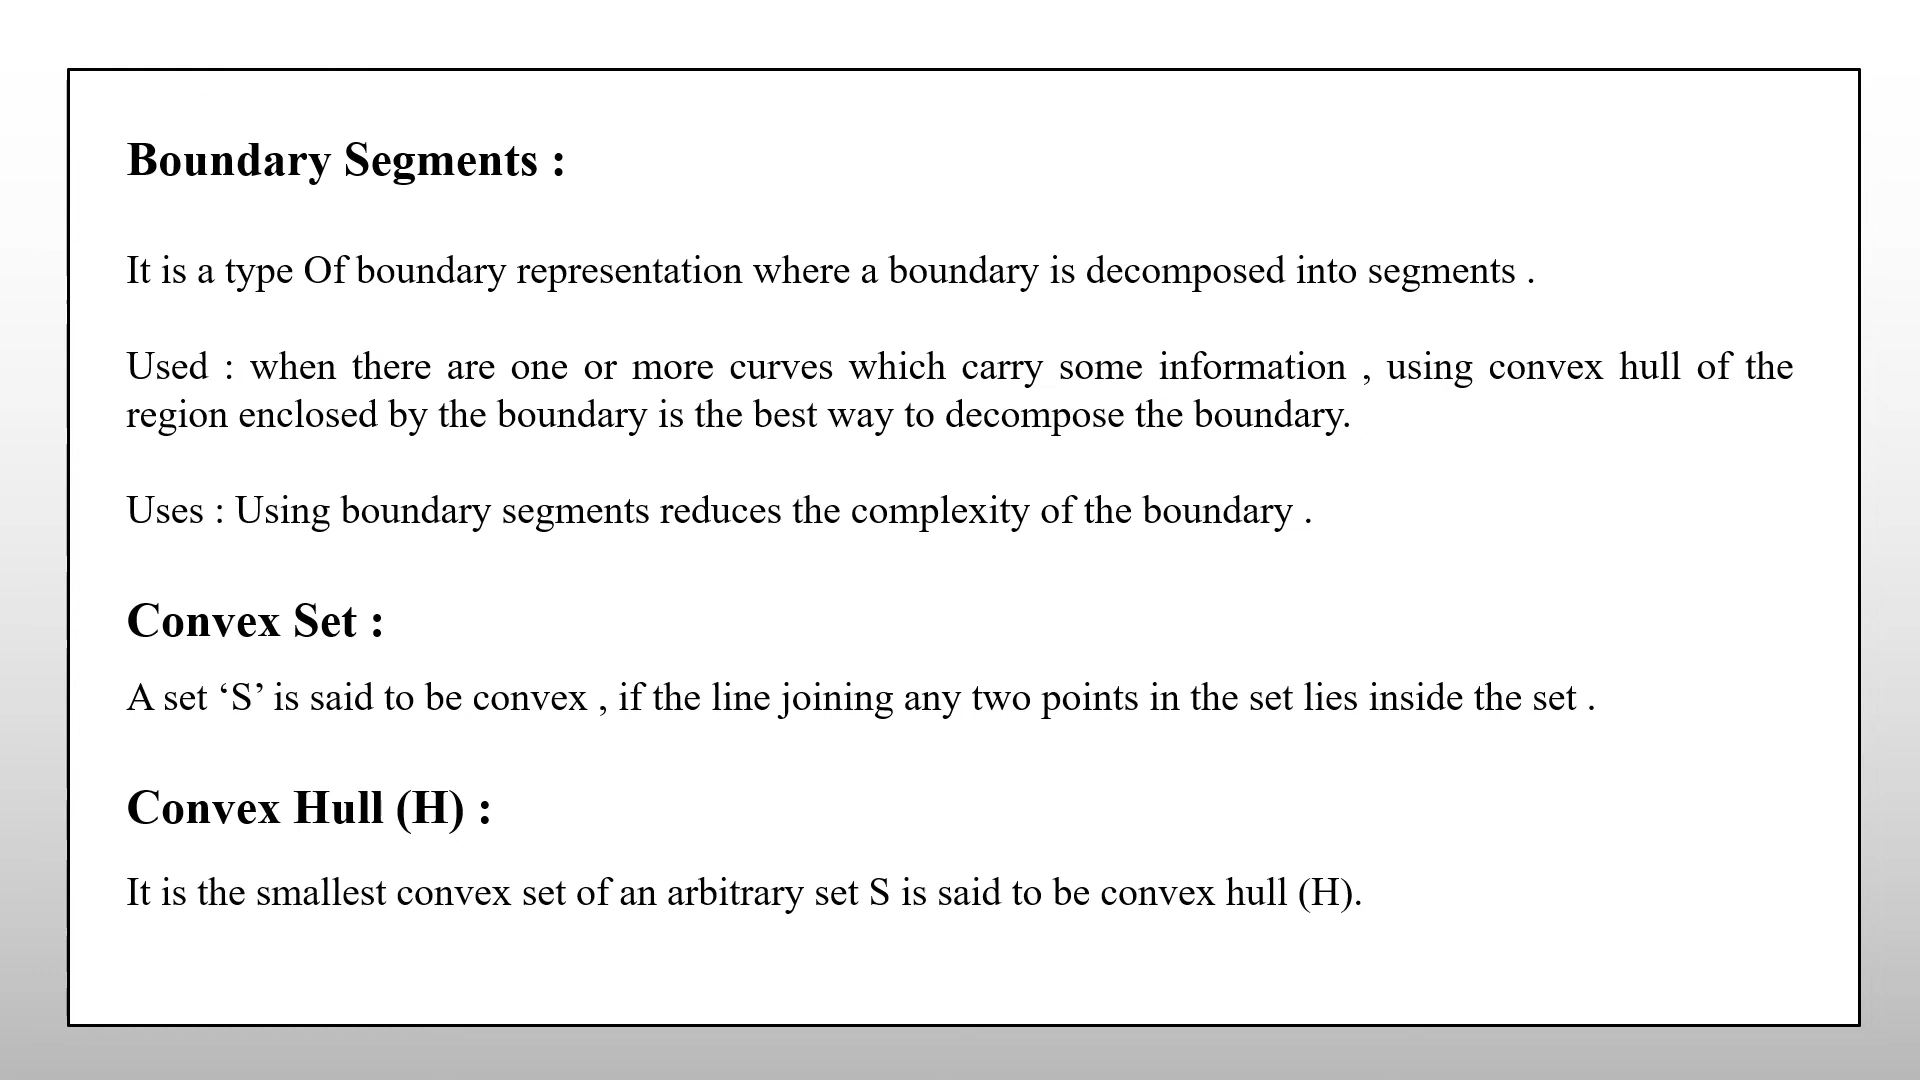 Boundary Segments :
It is a type Of boundary representation where a boundary is decomposed into segments .
Used : when there are one or more curves which carry some information , using convex hull of the
region enclosed by the boundary is the best way to decompose the boundary.
Uses : Using boundary segments reduces the complexity of the boundary .
Convex Set :
A set ‘S’ is said to be convex , if the line joining any two points in the set lies inside the set .
Convex Hull (H) :
It is the smallest convex set of an arbitrary set S is said to be convex hull (H).